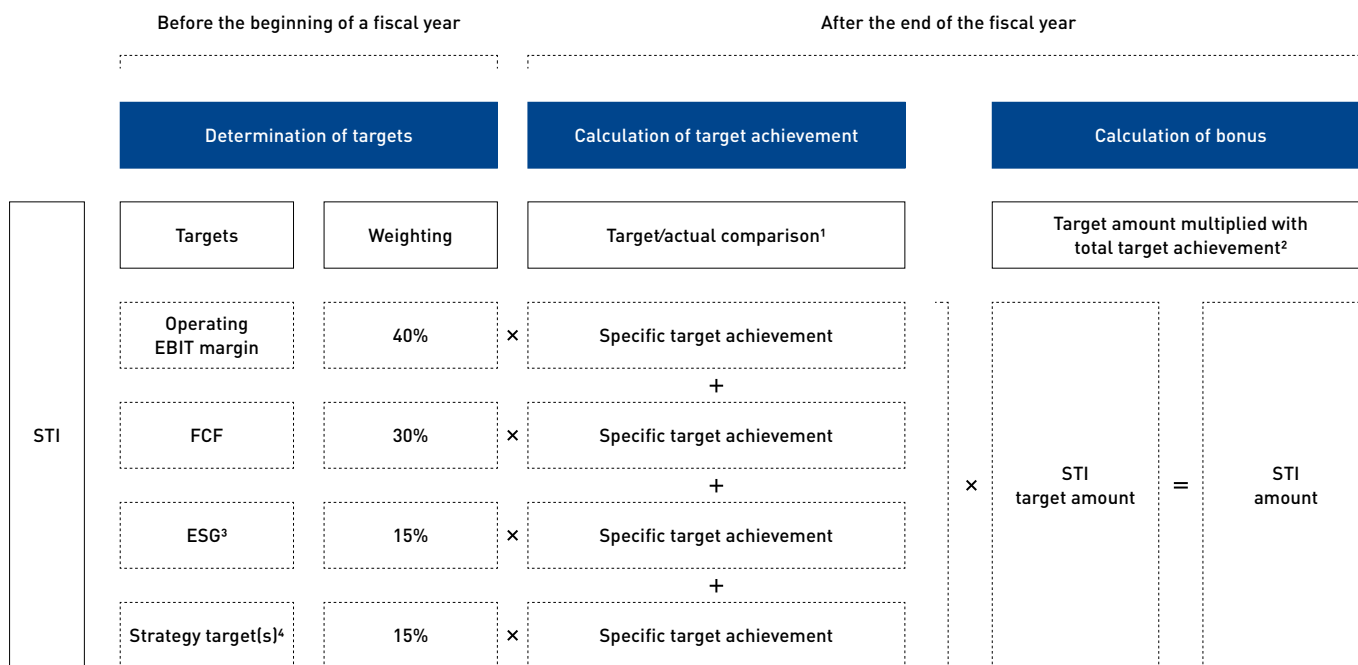 Before the beginning of a fiscal year
After the end of the fiscal year
Determination of targets
Calculation of target achievement
Calculation of bonus
Targets
Weighting
Target/actual comparison¹
Target amount multiplied with
total target achievement²
Operating
EBIT margin
40%
×
Specific target achievement
+
STI
FCF
30%
×
Specific target achievement
+
×
STI
target amount
=
STI
amount
ESG³
15%
×
Specific target achievement
+
Strategy target(s)⁴
15%
×
Specific target achievement